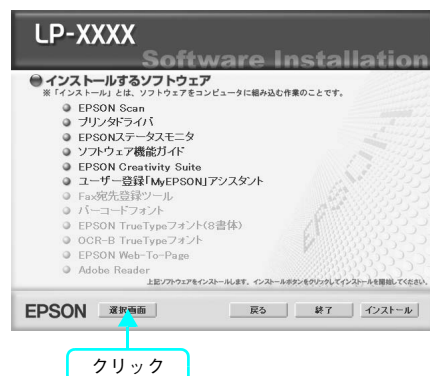 LP-XXXX
Software Installation
インストールするソフトウェア
※「インストール」とは、ソフトウェアをコンピュータに組み込む作業のことです。
EPSON Scan
プリンタドライバ
EPSONステータスモニタ
ソフトウェア機能ガイド
EPSON Creativity Suite
ユーザー登録「MyEPSON」アシスタント
Fax宛先登録ツール
バーコードフォント
EPSON TrueTypeフォント(8書体)
OCR-B TrueTypeフォント
EPSON Web-To-Page
Adobe Reader
上記ソフトウェアをインストールします。インストールボタンをクリックしてインストールを開始してください。
EPSON 選択画面 戻る 終了 インストール
クリック